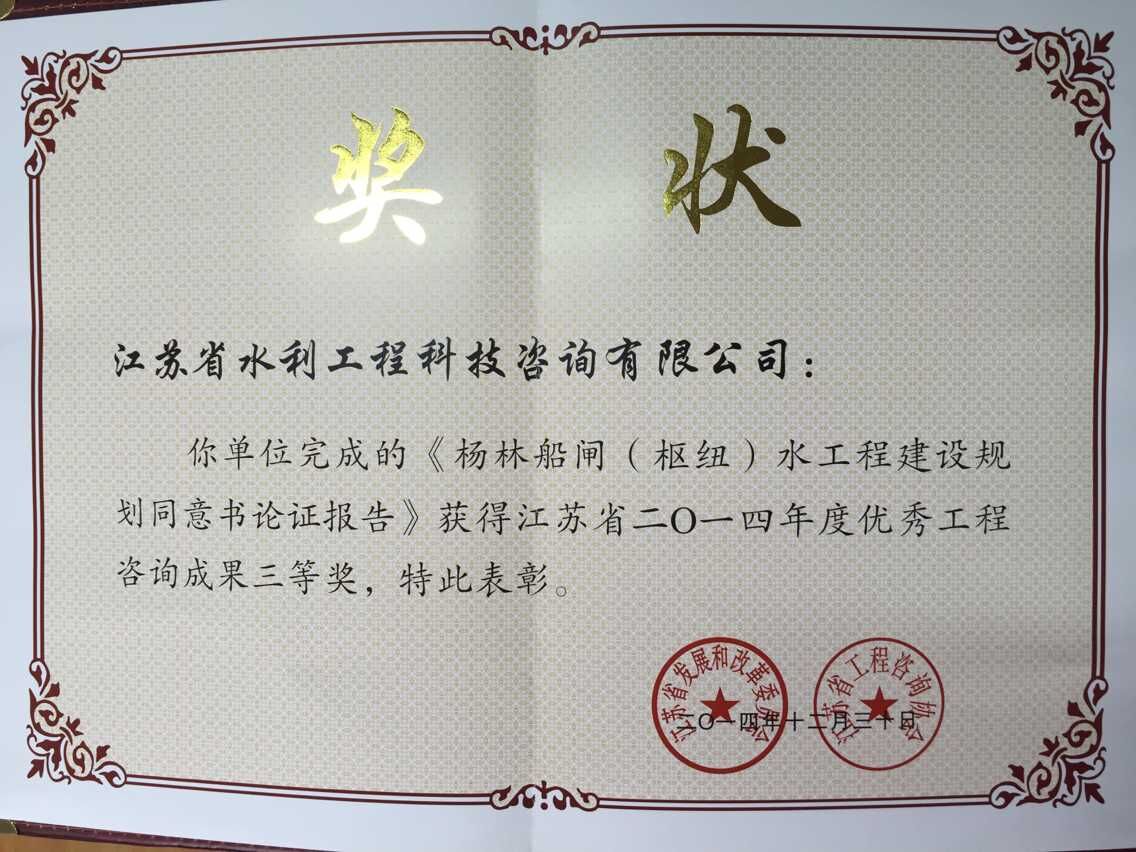 奖状
江苏省水利工程科技咨询有限公司：
你单位完成的《杨林船闸（枢纽）水工程建设规
划同意书论证报告》获得江苏省二〇一四年度优秀工程
咨询成果三等奖，特此表彰。
江苏省发展和改革委员会
江苏省工程咨询协会
二〇一四年十二月三十日